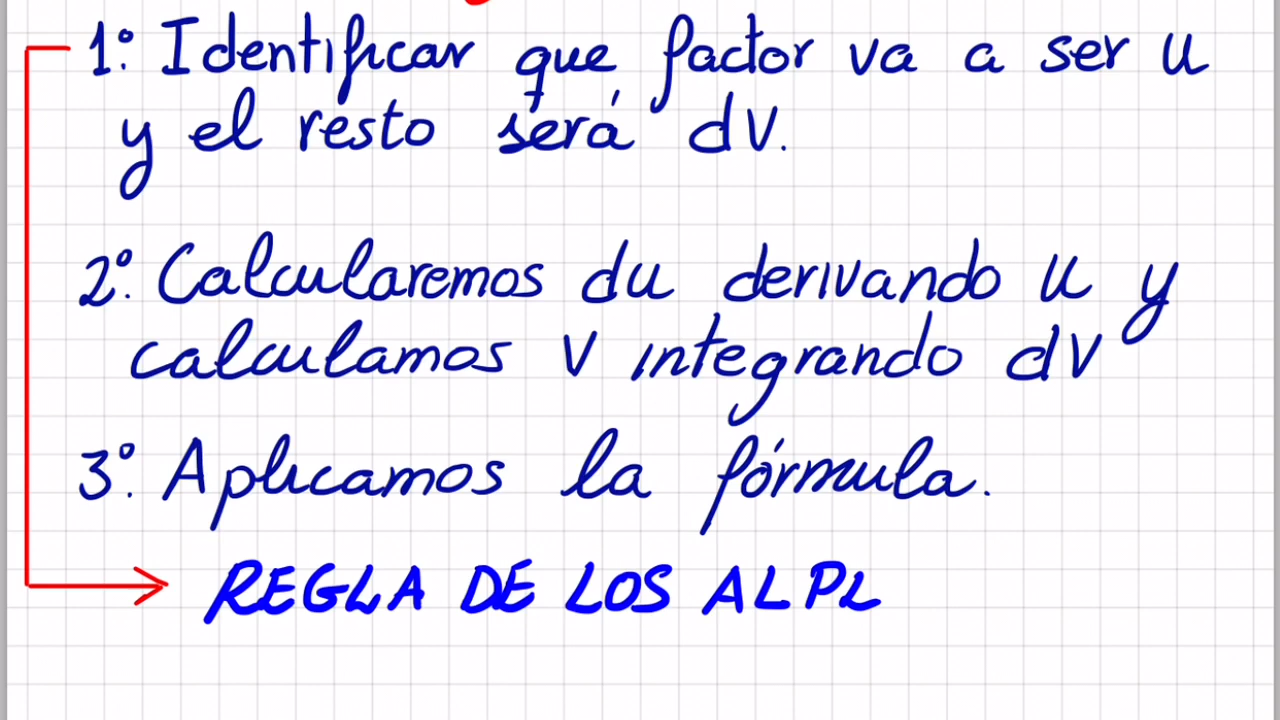 1º: Identificar que factor va a ser u
y el resto será dv.
2º. Calcularemos du derivando u y
calculamos v integrando dv
3º. Aplicamos la fórmula.
REGLA DE LOS ALPL